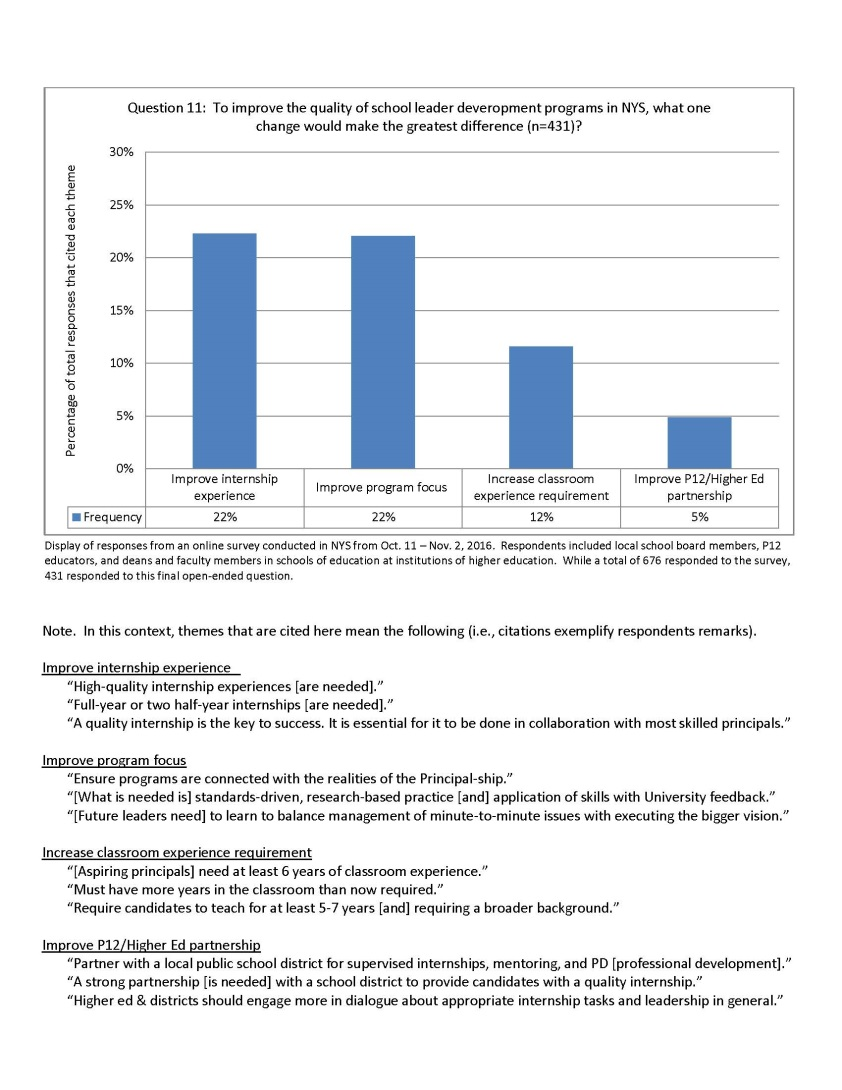 Question 11:  To improve the quality of school leader deveropment programs in NYS, what one
change would make the greatest difference (n=431)?
Percentage of total responses that cited each theme
30%
25%
20%
15%
10%
5%
0%
Improve internship
experience
Improve program focus
Increase classroom
experience requirement
Improve P12/Higher Ed
partnership
Frequency 22% 22% 12% 5%
Display of responses from an online survey conducted in NYS from Oct. 11 – Nov. 2, 2016.  Respondents included local school board members, P12
educators, and deans and faculty members in schools of education at institutions of higher education.  While a total of 676 responded to the survey,
431 responded to this final open-ended question.
Note.  In this context, themes that are cited here mean the following (i.e., citations exemplify respondents remarks).
Improve internship experience
“High-quality internship experiences [are needed].”
“Full-year or two half-year internships [are needed].”
“A quality internship is the key to success. It is essential for it to be done in collaboration with most skilled principals.”
Improve program focus
“Ensure programs are connected with the realities of the Principal-ship.”
“[What is needed is] standards-driven, research-based practice [and] application of skills with University feedback.”
“[Future leaders need] to learn to balance management of minute-to-minute issues with executing the bigger vision.”
Increase classroom experience requirement
“[Aspiring principals] need at least 6 years of classroom experience.”
“Must have more years in the classroom than now required.”
“Require candidates to teach for at least 5-7 years [and] requiring a broader background.”
Improve P12/Higher Ed partnership
“Partner with a local public school district for supervised internships, mentoring, and PD [professional development].”
“A strong partnership [is needed] with a school district to provide candidates with a quality internship.”
“Higher ed & districts should engage more in dialogue about appropriate internship tasks and leadership in general.”